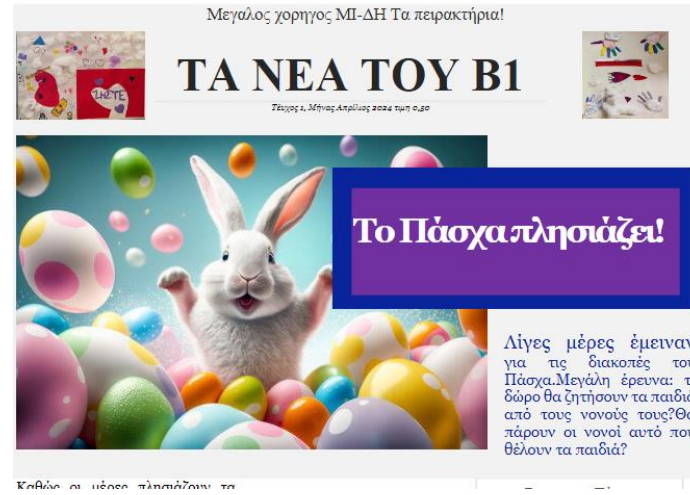 Μεγαλος χορηγος ΜΙ-ΔΗ Τα πειρακτήρια!
ΤΑ ΝΕΑ ΤΟΥ Β1
Τέυχος 1, Μήνας Απρίλιος 2024 τιμη 0,50
Το Πάσχα πλησιάζει!
Λίγες μέρες έμειναν
για τις διακοπές του
Πάσχα.Μεγάλη έρευνα: τ
δώρο θα ζητήσουν τα παιδιά
από τους νονούς τους?Θα
πάρουν οι νονοί αυτό που
θέλουν τα παιδιά?
Καθώς οι μέρες πλησιάζουν τα